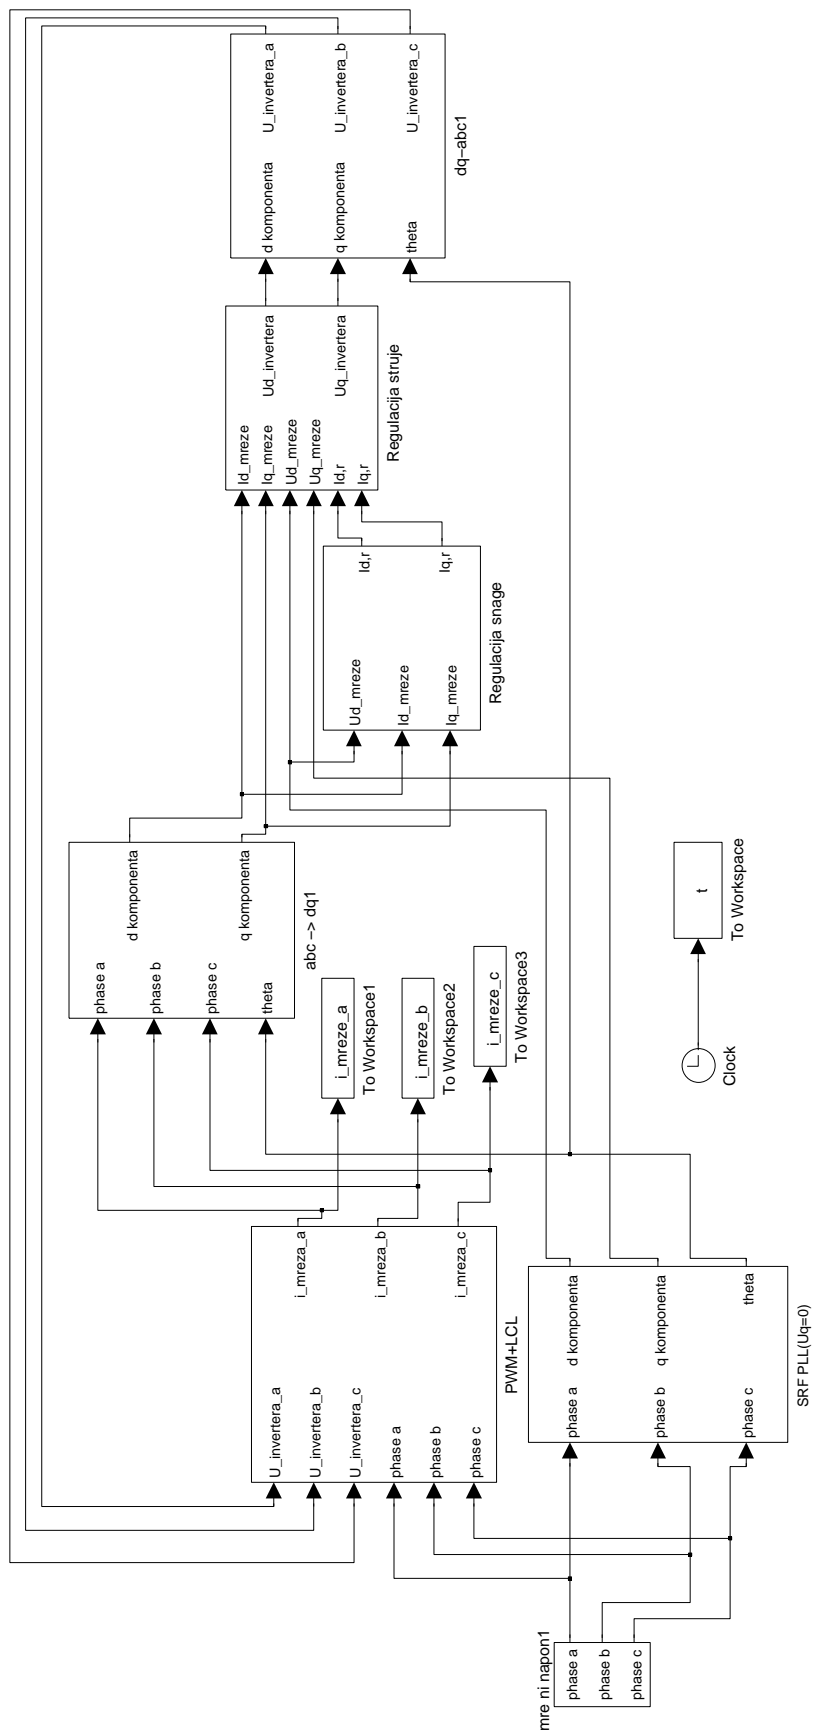 mre ni napon1
phase a
phase b
phase c
U_invertera_a
U_invertera_b
U_invertera_c
phase a
phase b
phase c
i_mreza_a
i_mreza_b
i_mreza_c
PWM+LCL
phase a
phase b
phase c
d komponenta
q komponenta
theta
SRF PLL(Uq=0)
phase a
phase b
phase c
theta
d komponenta
q komponenta
abc -> dq1
i_mreze_a
To Workspace1
i_mreze_b
To Workspace2
i_mreze_c
To Workspace3
Clock
t
To Workspace
Ud_mreze
Id_mreze
Iq_mreze
Id,r
Iq,r
Regulacija snage
Id_mreze
Iq_mreze
Ud_mreze
Uq_mreze
Id,r
Iq,r
Ud_invertera
Uq_invertera
Regulacija struje
d komponenta
q komponenta
theta
U_invertera_a
U_invertera_b
U_invertera_c
dq-abc1